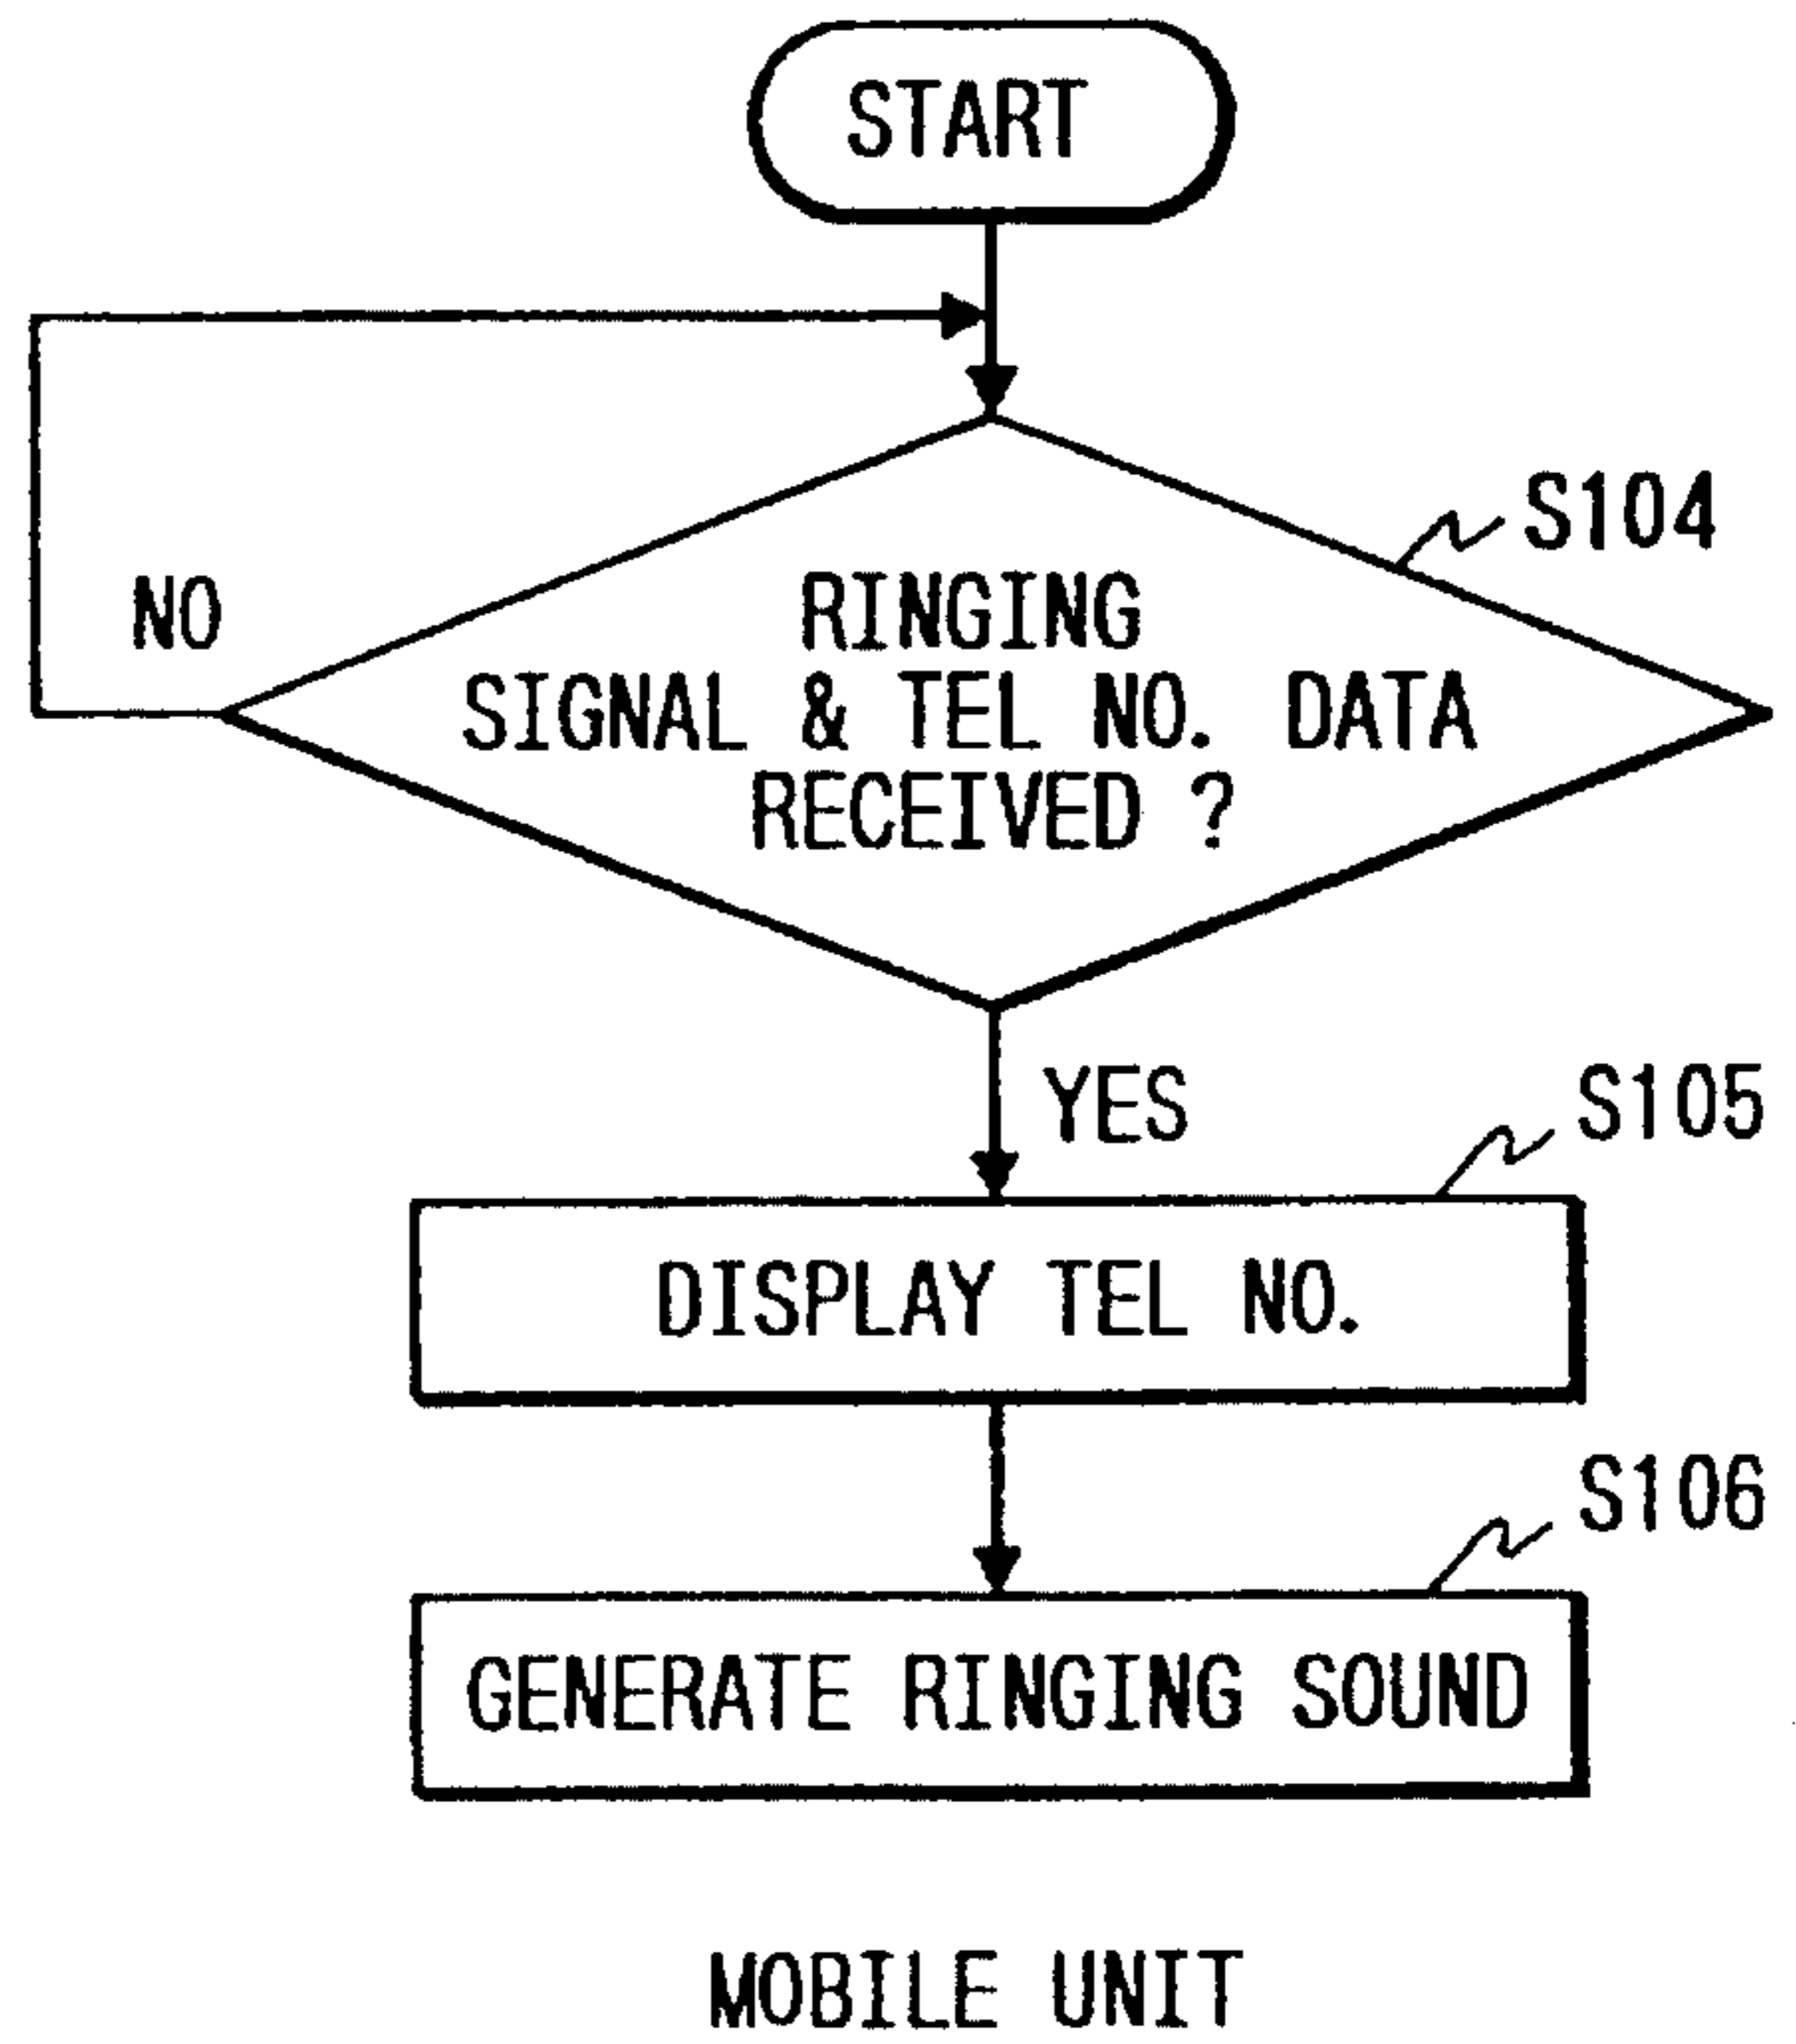 START
S104
NO
RINGING
SIGNAL & TEL NO. DATA
RECEIVED ?
YES
S105
DISPLAY TEL NO.
S106
GENERATE RINGING SOUND
MOBILE UNIT